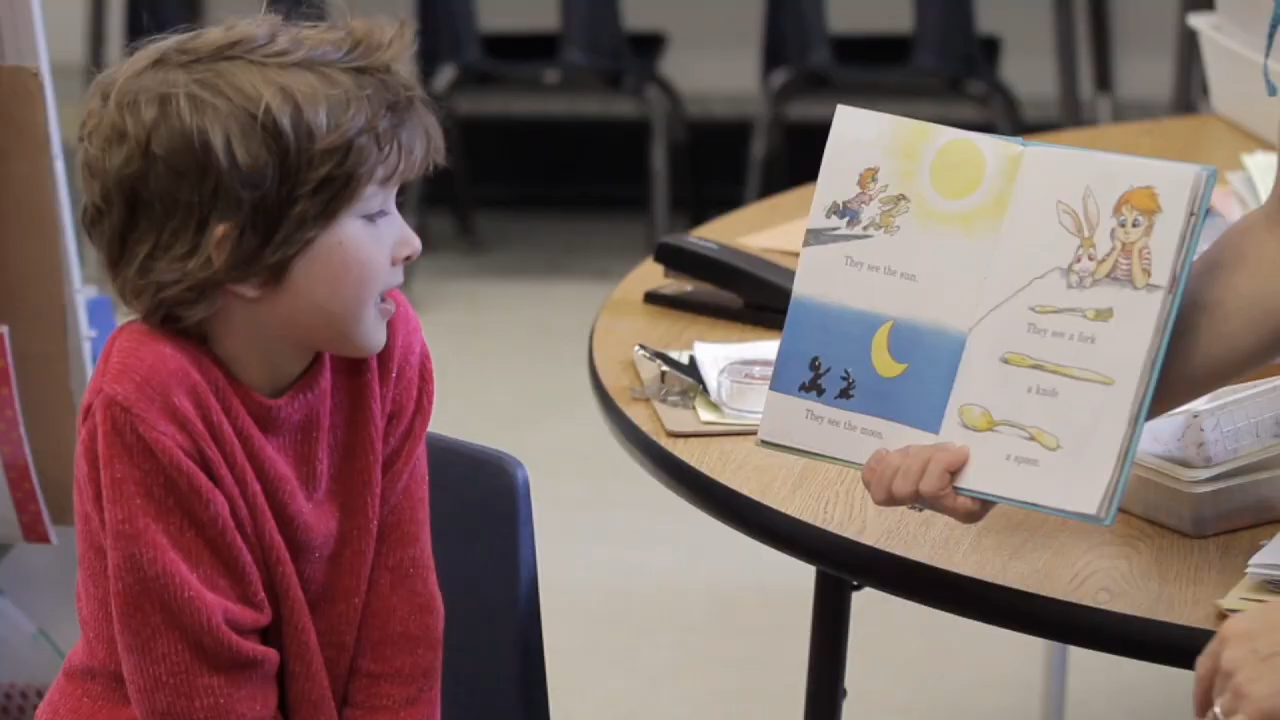 They see the sun.
They see the moon.
They see a fork
a knife
a spoon.